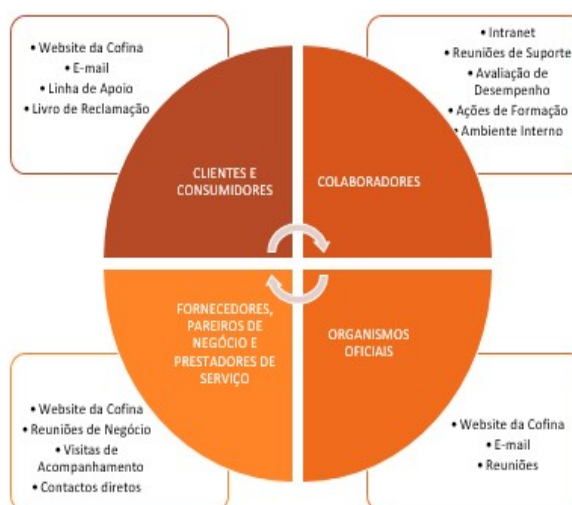 • Website da Cofina
• E-mail
• Linha de Apoio
• Livro de Reclamação
• Intranet
• Reuniões de Suporte
• Avaliação de
Desempenho
• Ações de Formação
• Ambiente Interno
CLIENTES E
CONSUMIDORES
COLABORADORES
FORNECEDORES,
PAREIROS DE
NEGÓCIO E
PRESTADORES DE
SERVIÇO
ORGANISMOS
OFICIAIS
• Website da Cofina
• Reuniões de Negócio
• Visitas de
Acompanhamento
• Contactos diretos
• Website da Cofina
• E-mail
• Reuniões